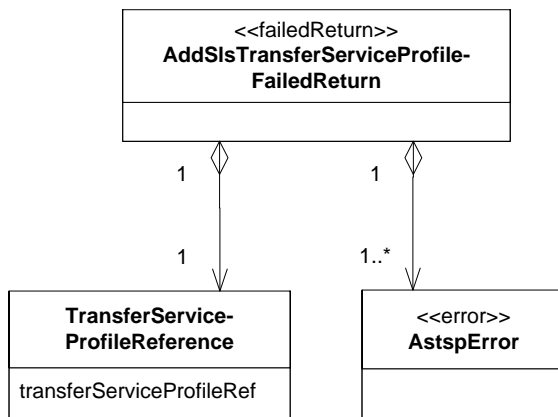 <<failedReturn>>
AddSlsTransferServiceProfile-
FailedReturn
1
1
1
1..*
TransferService-
ProfileReference
transferServiceProfileRef
<<error>>
AstspError